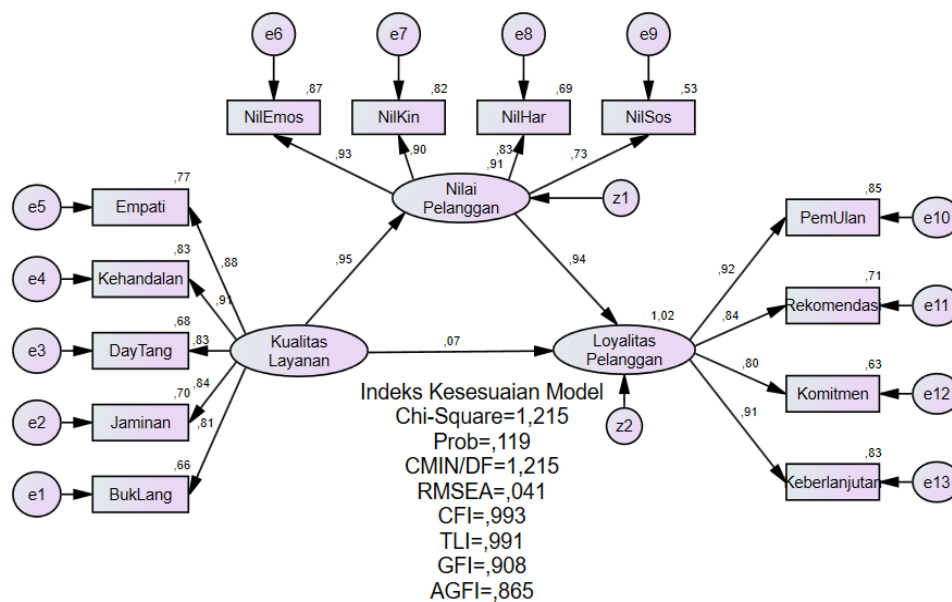 e6
e7
e8
e9
,87
,82
,69
,53
NilEmos
NilKin
NilHar
NilSos
,93
,90
,83
,73
,91
Nilai
Pelanggan
z1
,77
e5
Empati
,88
,83
e4
Kehandalan
,91
,68
e3
DayTang
,83
,70
e2
Jaminan
,84
,66
e1
BukLang
,81
Kualitas
Layanan
,95
,94
,07
1,02
Loyalitas
Pelanggan
z2
,85
PemUlan
e10
,92
,71
Rekomendasi
e11
,84
,63
Komitmen
e12
,80
,83
Keberlanjutan
e13
,91
Indeks Kesesuaian Model
Chi-Square=1,215
Prob=,119
CMIN/DF=1,215
RMSEA=,041
CFI=,993
TLI=,991
GFI=,908
AGFI=,865